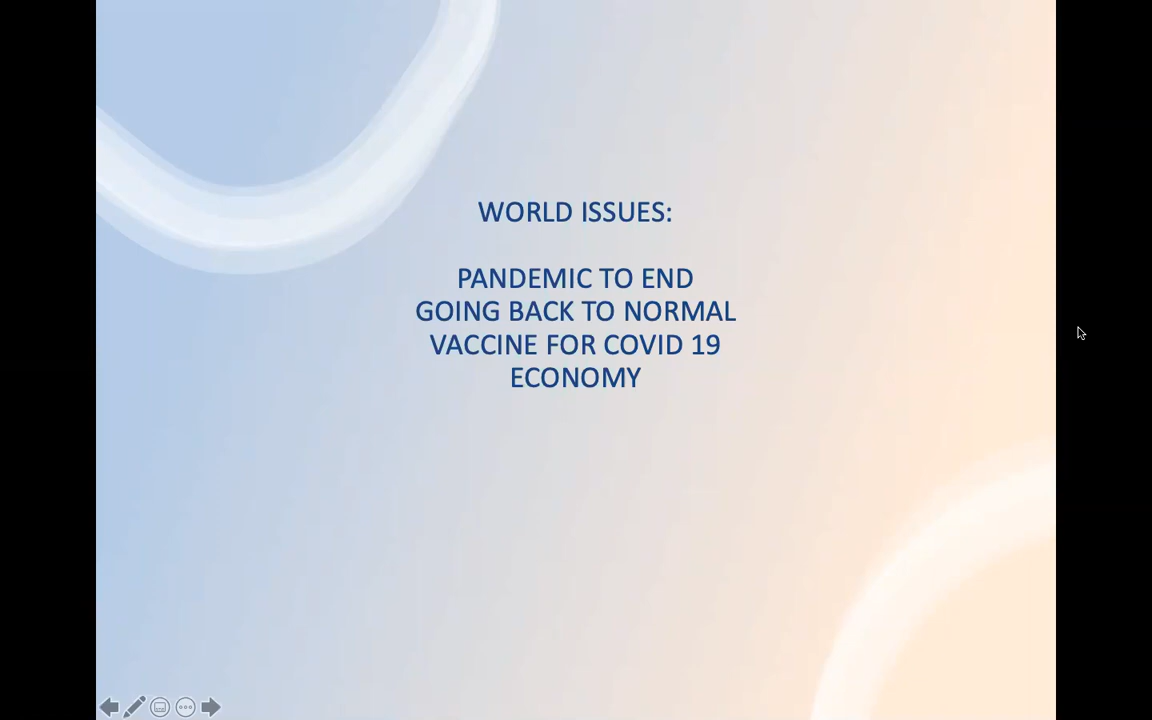 WORLD ISSUES:
PANDEMIC TO END
GOING BACK TO NORMAL
VACCINE FOR COVID 19
ECONOMY